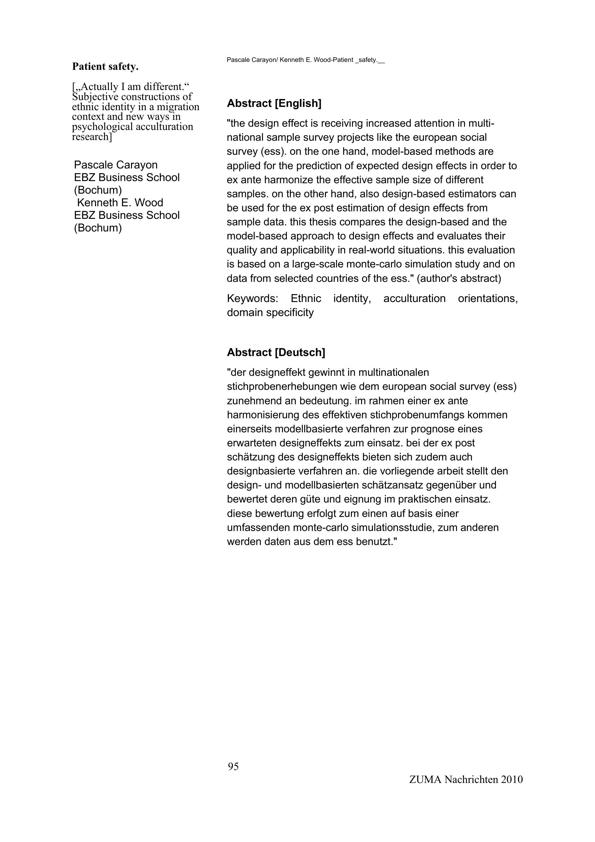 Pascale Carayon/ Kenneth E. Wood-Patient _safety.__
Patient safety.
[„Actually I am different.“
Subjective constructions of
ethnic identity in a migration
context and new ways in
psychological acculturation
research]
Pascale Carayon
EBZ Business School
(Bochum)
Kenneth E. Wood
EBZ Business School
(Bochum)
Abstract [English]
"the design effect is receiving increased attention in multi-
national sample survey projects like the european social
survey (ess). on the one hand, model-based methods are
applied for the prediction of expected design effects in order to
ex ante harmonize the effective sample size of different
samples. on the other hand, also design-based estimators can
be used for the ex post estimation of design effects from
sample data. this thesis compares the design-based and the
model-based approach to design effects and evaluates their
quality and applicability in real-world situations. this evaluation
is based on a large-scale monte-carlo simulation study and on
data from selected countries of the ess." (author's abstract)
Keywords: Ethnic identity, acculturation orientations,
domain specificity
Abstract [Deutsch]
"der designeffekt gewinnt in multinationalen
stichprobenerhebungen wie dem european social survey (ess)
zunehmend an bedeutung. im rahmen einer ex ante
harmonisierung des effektiven stichprobenumfangs kommen
einerseits modellbasierte verfahren zur prognose eines
erwarteten designeffekts zum einsatz. bei der ex post
schätzung des designeffekts bieten sich zudem auch
designbasierte verfahren an. die vorliegende arbeit stellt den
design- und modellbasierten schätzansatz gegenüber und
bewertet deren güte und eignung im praktischen einsatz.
diese bewertung erfolgt zum einen auf basis einer
umfassenden monte-carlo simulationsstudie, zum anderen
werden daten aus dem ess benutzt."
95
ZUMA Nachrichten 2010